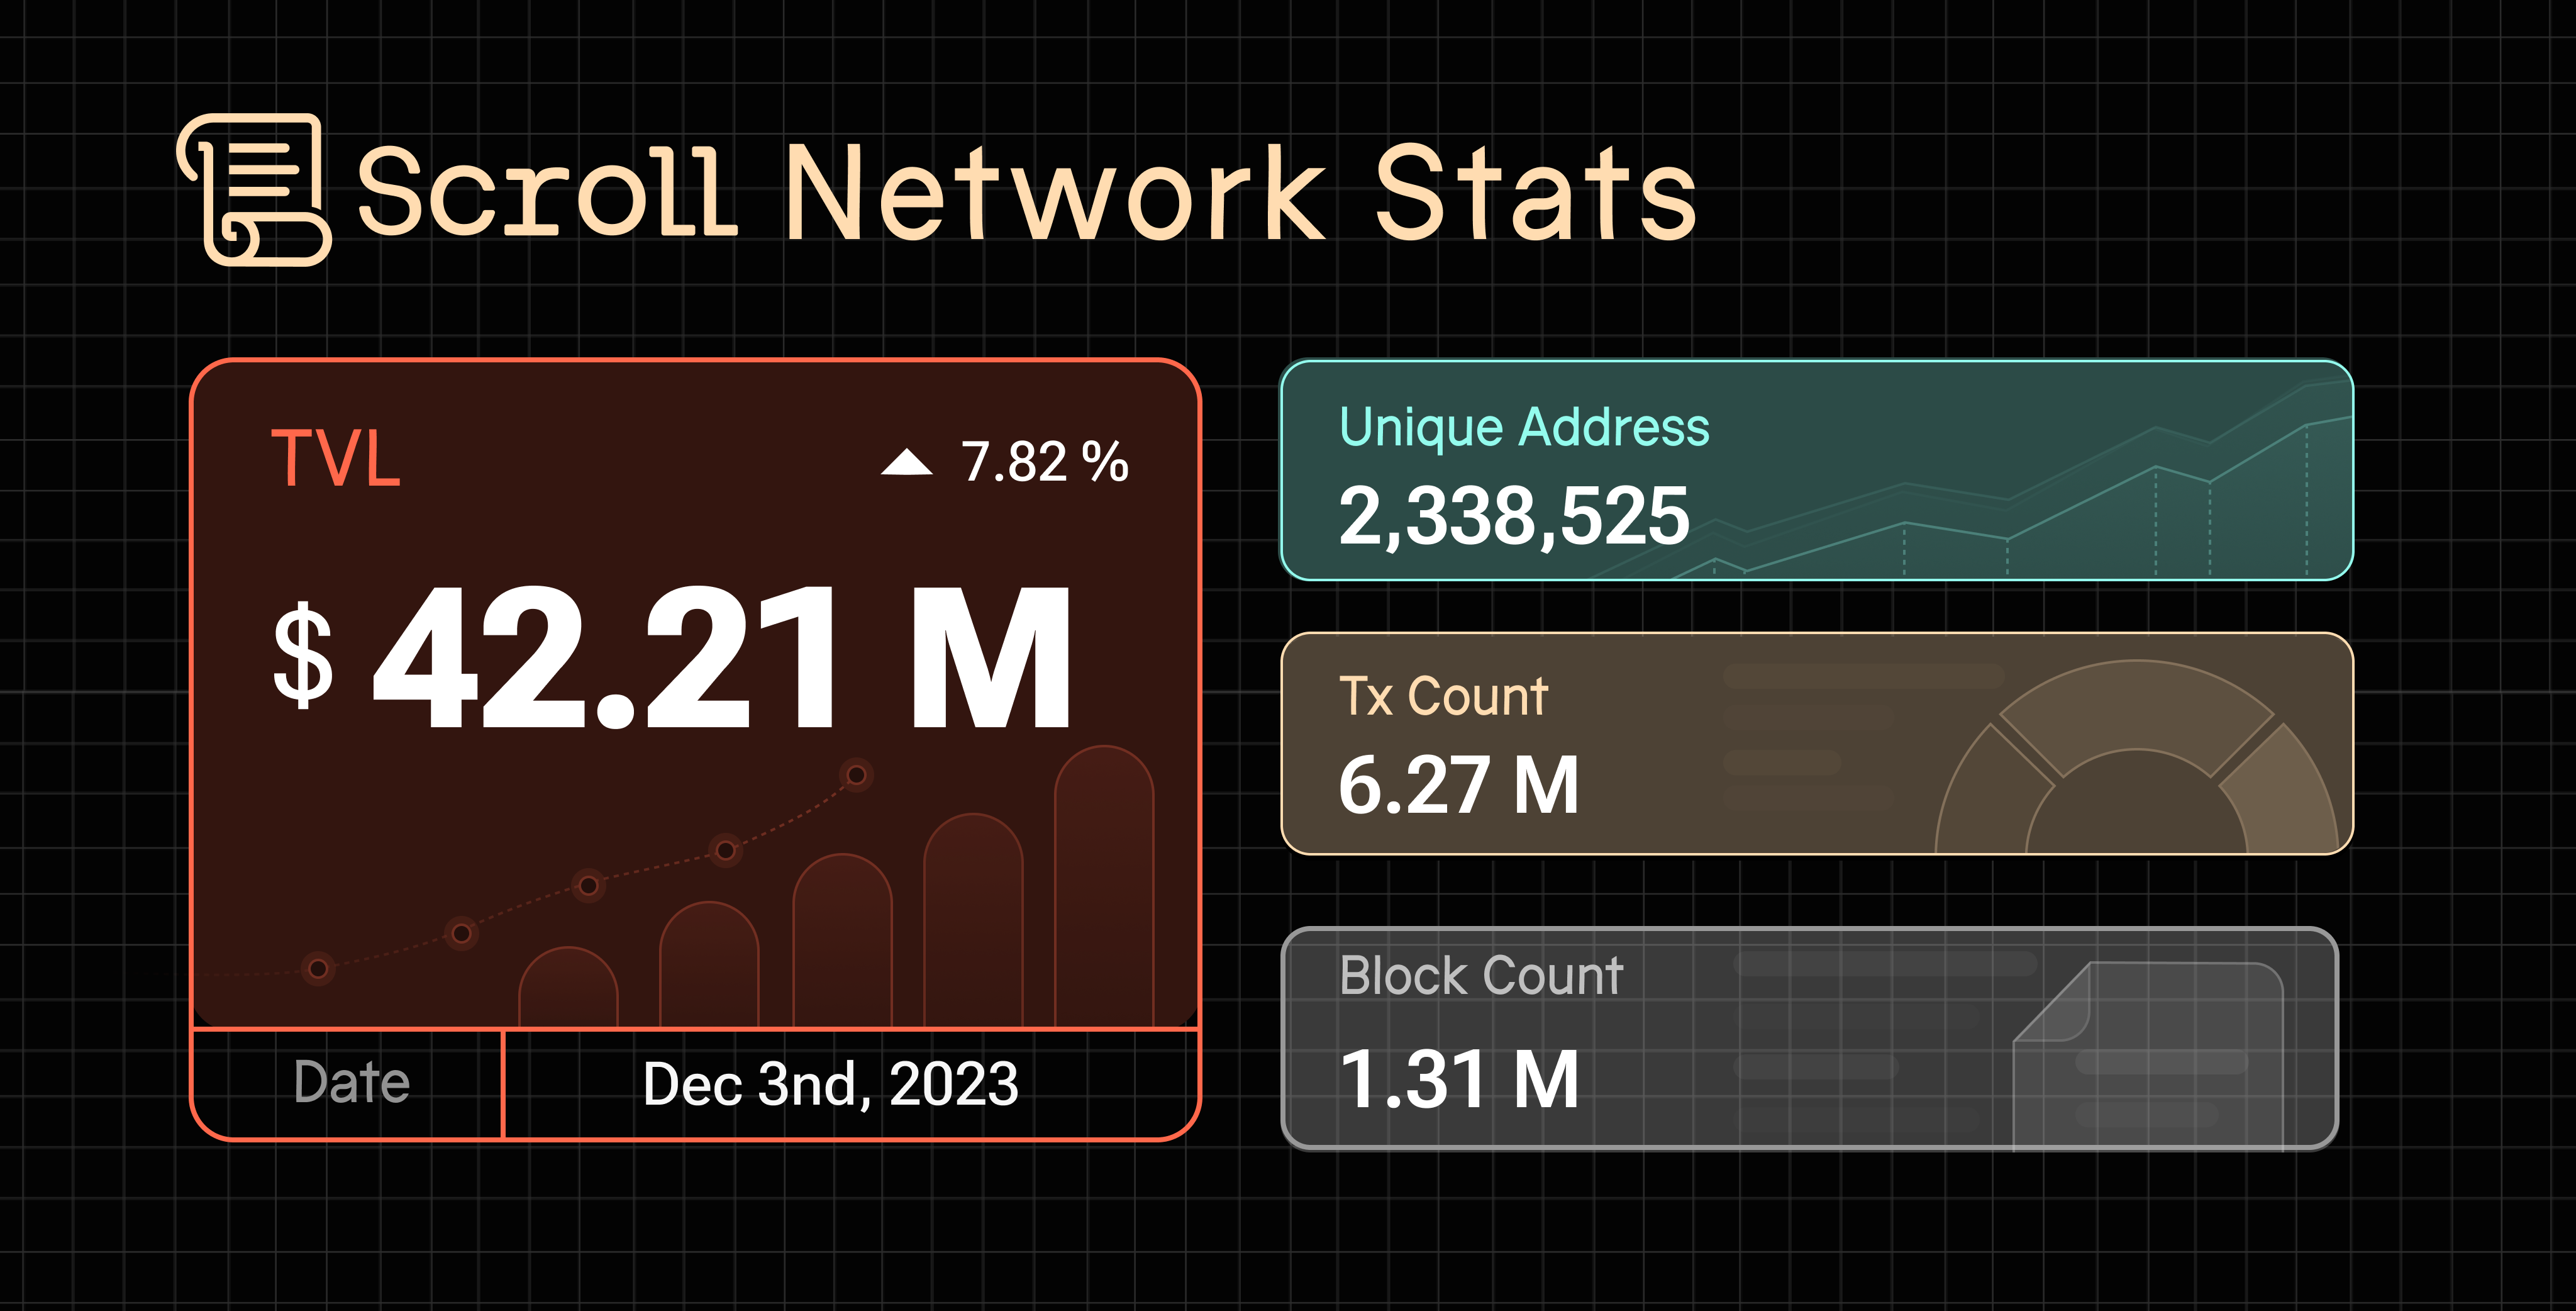 Scroll Network Stats
TVL
7.82 %
$ 42.21 M
Date
Dec 3nd, 2023
Unique Address
2,338,525
Tx Count
6.27 M
Block Count
1.31 M